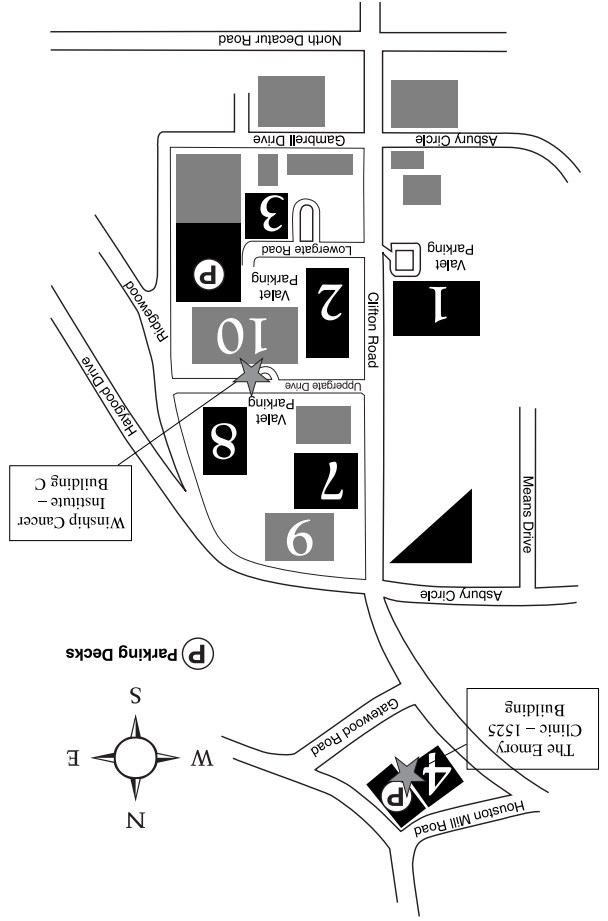 Houston Mill Road
P
4
The Emory
Clinic – 1525
Building
Gatewood Road
N
W
E
S
P Parking Decks
Asbury Circle
Means Drive
6
7
8
Winship Cancer
Institute –
Building C
Haygood Drive
Valet
Parking
Uppergate Drive
Clifton Road
1
2
10
Ridgewood
Valet
Parking
Valet
Parking
P
Lowergate Road
3
Asbury Circle
Gambrell Drive
North Decatur Road